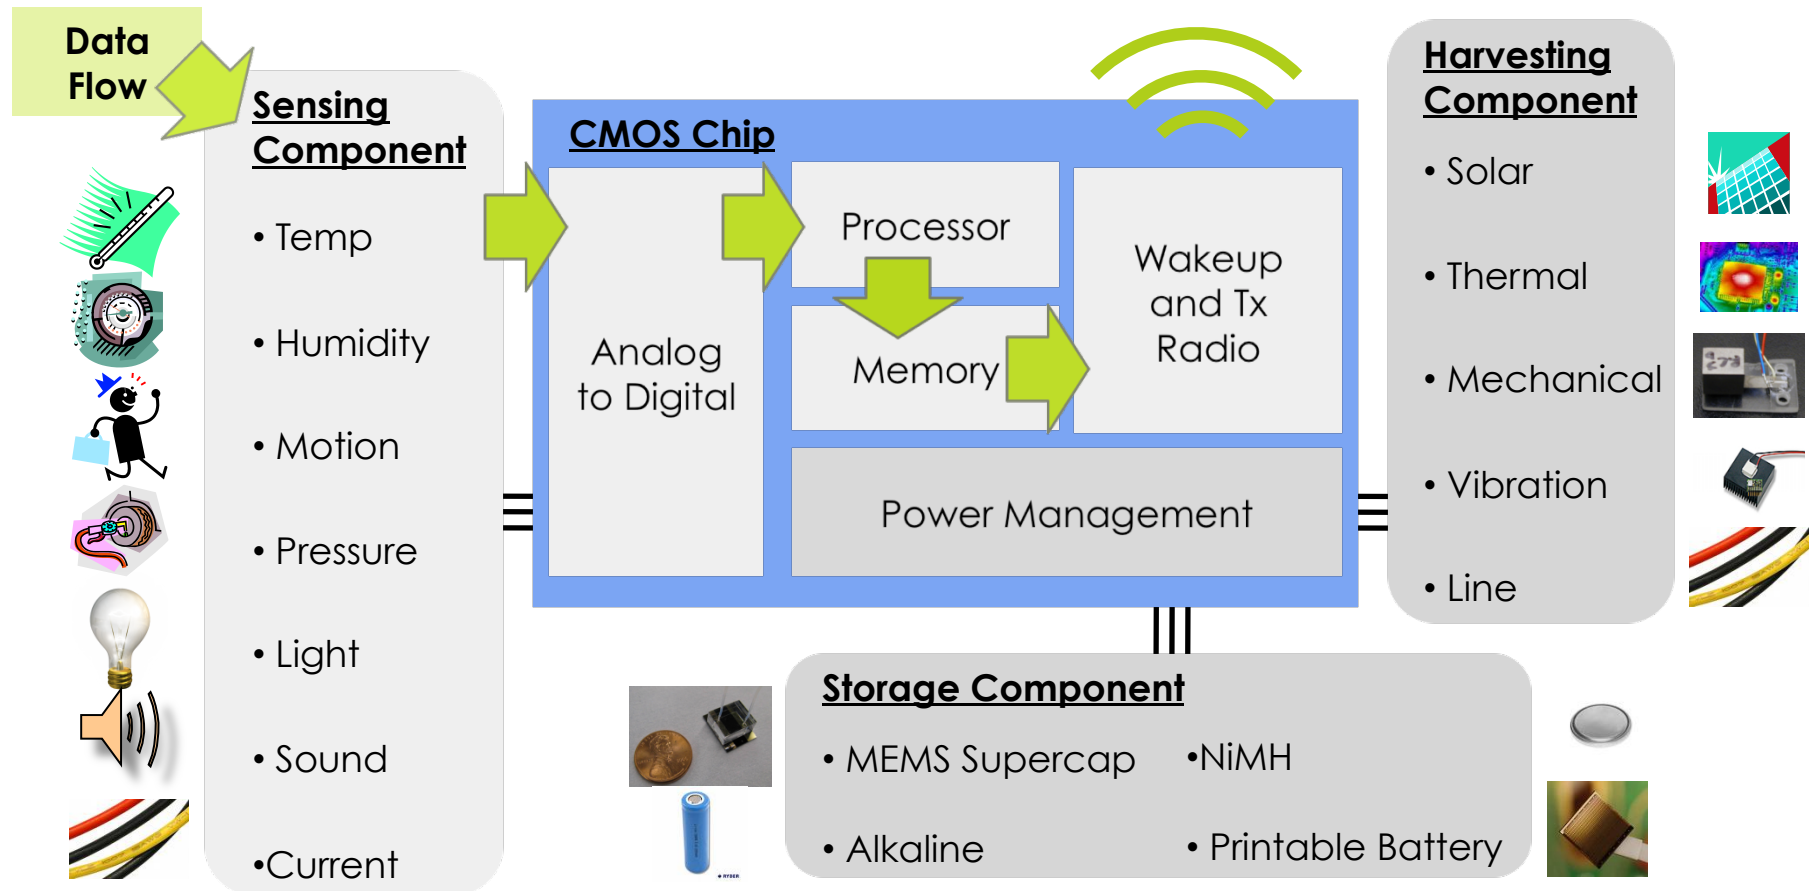 Data
Flow
Sensing
Component
• Temp
• Humidity
• Motion
• Pressure
• Light
• Sound
•Current
CMOS Chip
Analog
to Digital
Processor
Memory
Wakeup
and Tx
Radio
Power Management
Harvesting
Component
• Solar
• Thermal
• Mechanical
• Vibration
• Line
Storage Component
• MEMS Supercap
•NiMH
• Alkaline
• Printable Battery